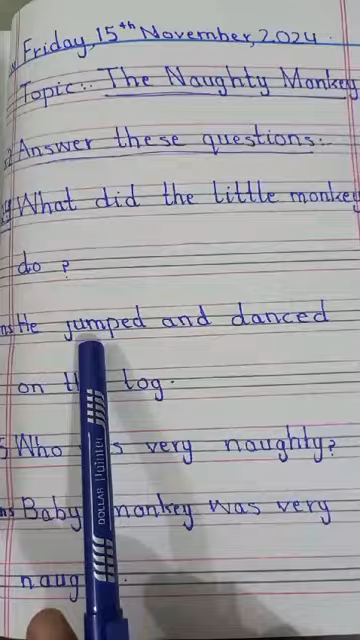 Friday, 15th November, 2024.
Topic:. The Naughty Monkey
Answer these questions:.
What did the little monkey
do ?
He jumped and danced
on log.
Who very naughty?
Baby monkey was very
DOLLAR Pointer